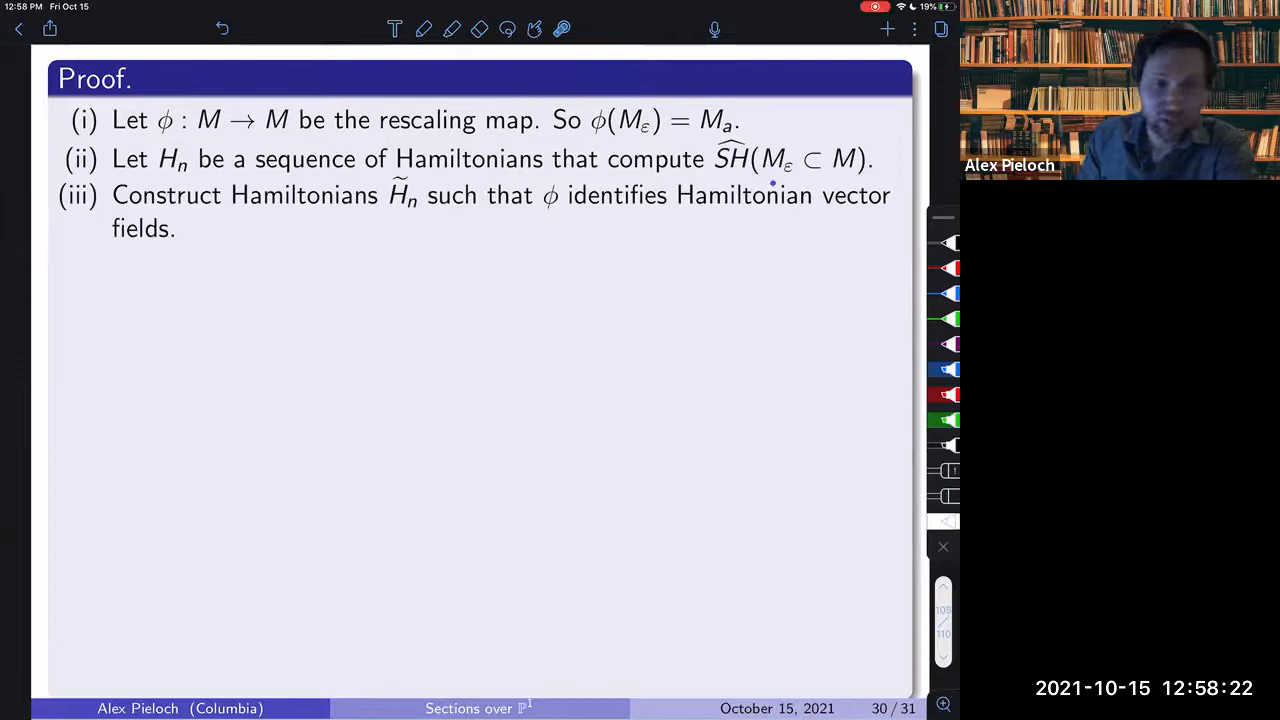 12:58 PM Fri Oct 15
19%
Proof.
(i) Let ϕ : M → M be the rescaling map. So ϕ(M_ε) = M_a.
(ii) Let H_n be a sequence of Hamiltonians that compute \widehat{SH}(M_ε ⊂ M).
(iii) Construct Hamiltonians \tilde{H}_n such that ϕ identifies Hamiltonian vector
fields.
Alex Pieloch
105
/
110
2021-10-15 12:58:22
Alex Pieloch (Columbia) Sections over ℙ¹ October 15, 2021 30 / 31